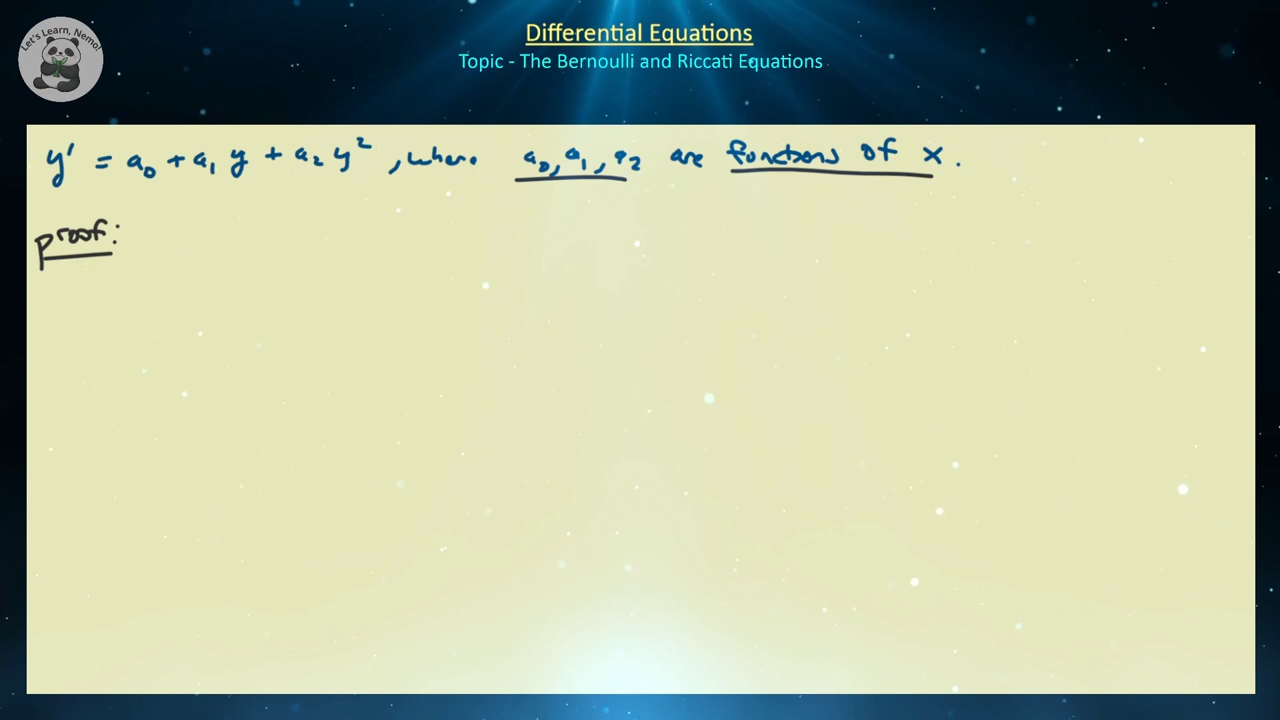 Let's Learn, Nemo!
Differential Equations
Topic - The Bernoulli and Riccati Equations
y' = a₀ + a₁ y + a₂ y², where a₀, a₁, a₂ are functions of x.
proof: